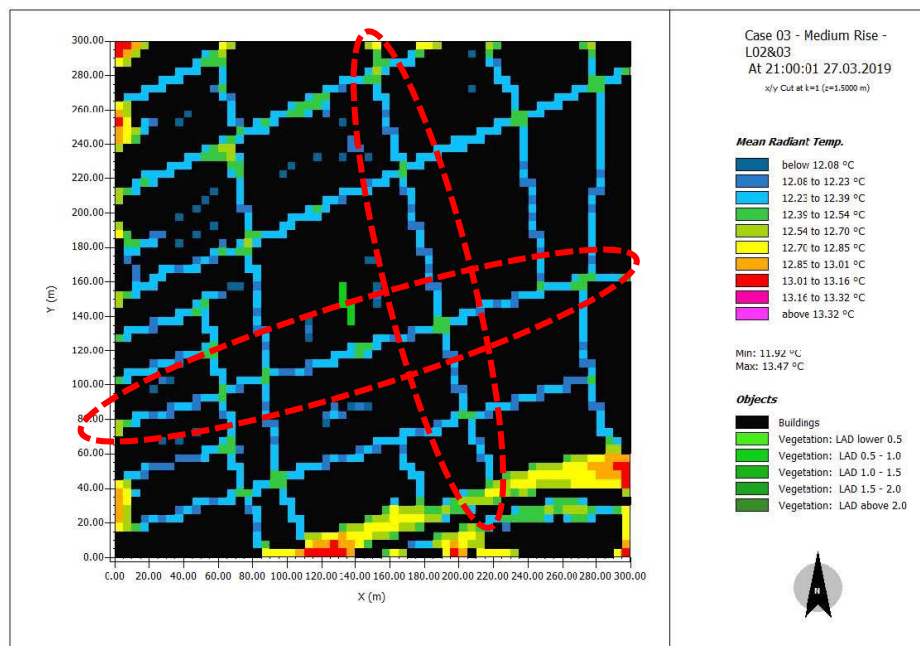 Case 03 - Medium Rise -
L02&03
At 21:00:01 27.03.2019
x/y Cut at k=1 (z=1.5000 m)
Mean Radiant Temp.
below 12.08 °C
12.08 to 12.23 °C
12.23 to 12.39 °C
12.39 to 12.54 °C
12.54 to 12.70 °C
12.70 to 12.85 °C
12.85 to 13.01 °C
13.01 to 13.16 °C
13.16 to 13.32 °C
above 13.32 °C
Min: 11.92 °C
Max: 13.47 °C
Objects
Buildings
Vegetation: LAD lower 0.5
Vegetation: LAD 0.5 - 1.0
Vegetation: LAD 1.0 - 1.5
Vegetation: LAD 1.5 - 2.0
Vegetation: LAD above 2.0
N
300.00
280.00
260.00
240.00
220.00
200.00
180.00
160.00
140.00
120.00
100.00
80.00
60.00
40.00
20.00
0.00
Y (m)
0.00 20.00 40.00 60.00 80.00 100.00 120.00 140.00 160.00 180.00 200.00 220.00 240.00 260.00 280.00 300.00
X (m)